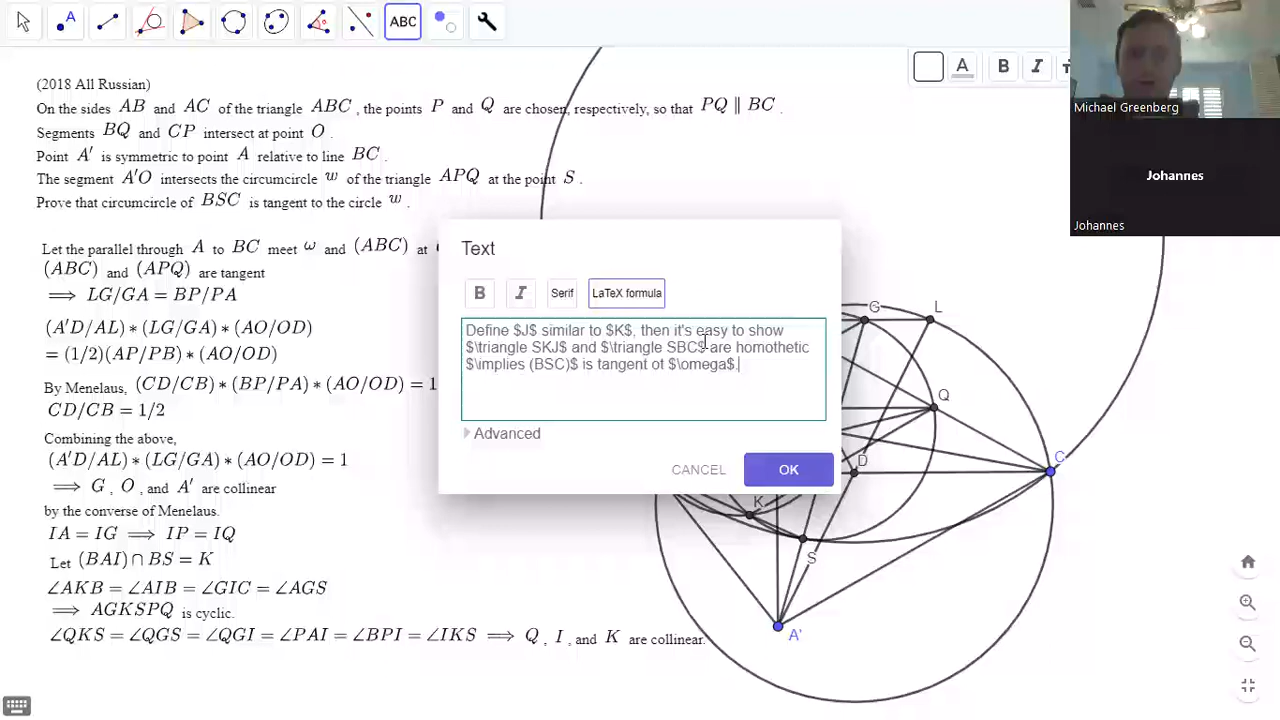 ABC
A B I
(2018 All Russian)
On the sides AB and AC of the triangle ABC , the points P and Q are chosen, respectively, so that PQ ∥ BC .
Segments BQ and CP intersect at point O .
Point A' is symmetric to point A relative to line BC .
The segment A'O intersects the circumcircle w of the triangle APQ at the point S .
Prove that circumcircle of BSC is tangent to the circle w .
Let the parallel through A to BC meet ω and (ABC) at
(ABC) and (APQ) are tangent
⟹ LG/GA = BP/PA
(A'D/AL) * (LG/GA) * (AO/OD)
= (1/2)(AP/PB) * (AO/OD)
By Menelaus, (CD/CB) * (BP/PA) * (AO/OD) = 1
CD/CB = 1/2
Combining the above,
(A'D/AL) * (LG/GA) * (AO/OD) = 1
⟹ G , O , and A' are collinear
by the converse of Menelaus.
IA = IG ⟹ IP = IQ
Let (BAI) ∩ BS = K
∠AKB = ∠AIB = ∠GIC = ∠AGS
⟹ AGKSPQ is cyclic.
∠QKS = ∠QGS = ∠QGI = ∠PAI = ∠BPI = ∠IKS ⟹ Q , I , and K are collinear.
Text
B I Serif LaTeX formula
Define $J$ similar to $K$, then it's easy to show
$\triangle SKJ$ and $\triangle SBC$ are homothetic
$\implies (BSC)$ is tangent ot $\omega$.
Advanced
CANCEL OK
G L
Q
D
C
K
S
A'
Michael Greenberg
Johannes
Johannes